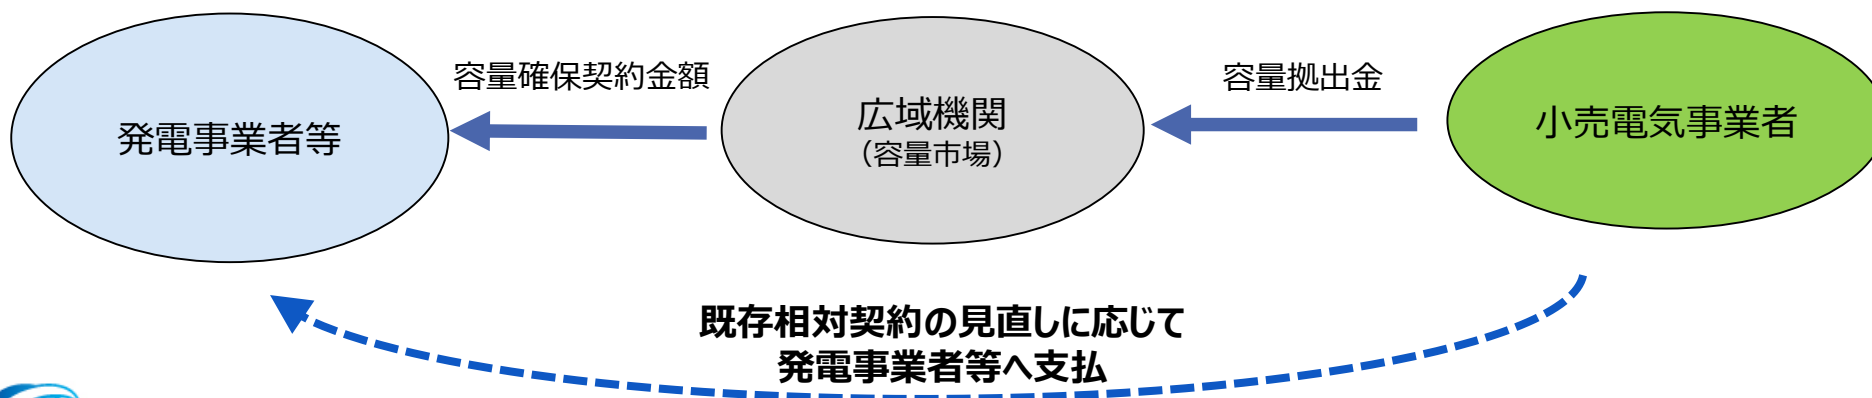 発電事業者等
容量確保契約金額
広域機関
（容量市場）
容量拠出金
小売電気事業者
既存相対契約の見直しに応じて
発電事業者等へ支払